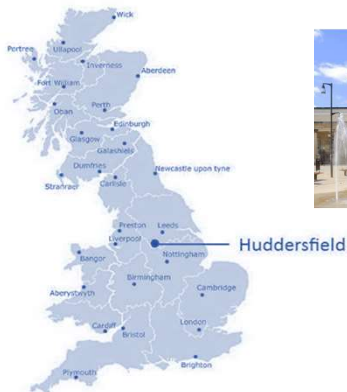 Wick
Ullapool
Portree
Inverness
Aberdeen
Fort William
Oban
Perth
Edinburgh
Glasgow
Galashiels
Dumfries
Newcastle upon tyne
Stranraer
Carlisle
Preston
Leeds
Liverpool
Huddersfield
Bangor
Nottingham
Birmingham
Aberystwyth
Cambridge
Cardiff
Bristol
London
Brighton
Plymouth